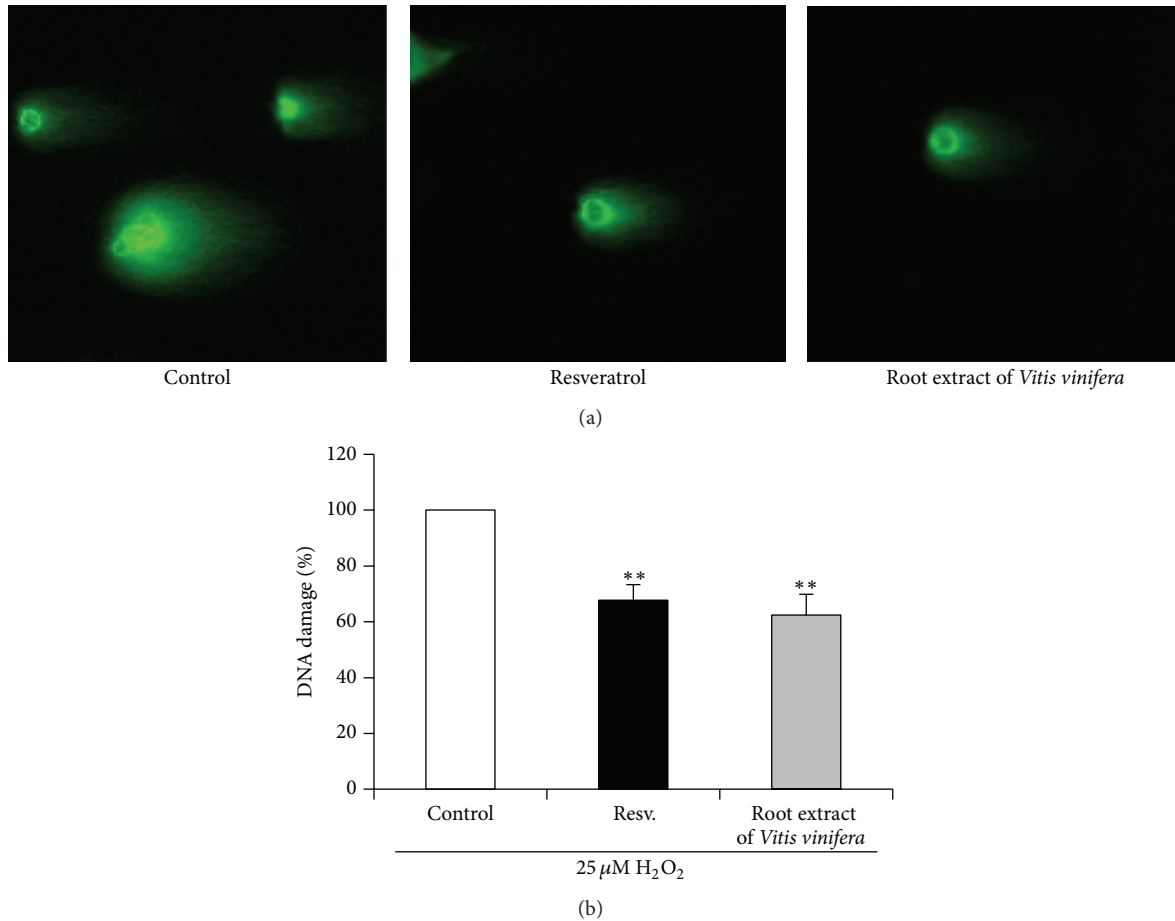 Control
Resveratrol
Root extract of Vitis vinifera
(a)
120
100
80
60
40
20
0
DNA damage (%)
**
**
Control
Resv.
Root extract
of Vitis vinifera
25 μM H₂O₂
(b)